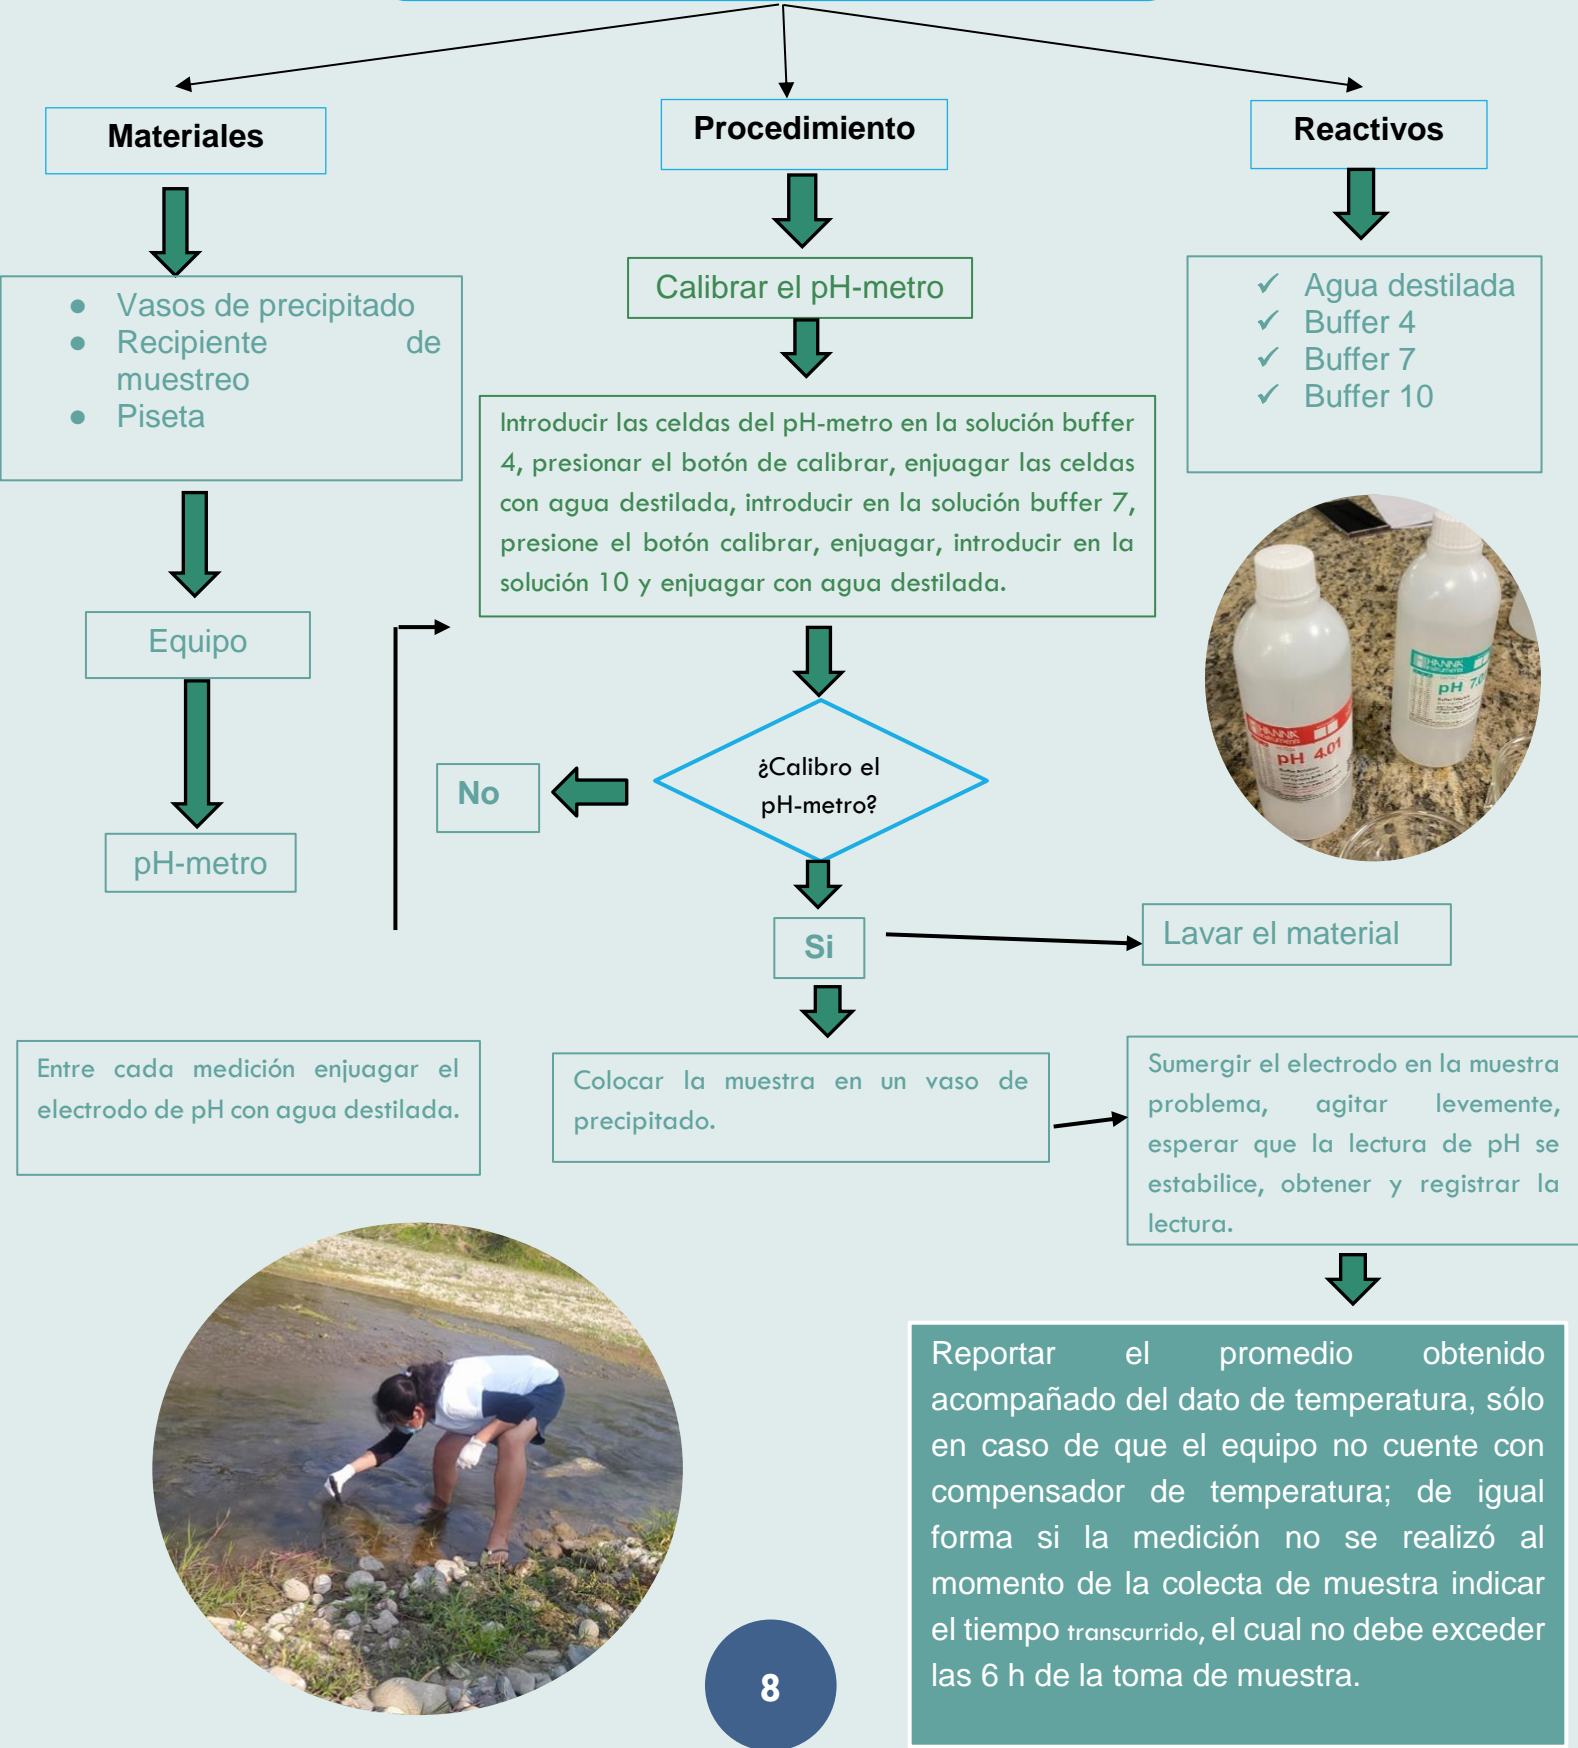 Materiales
Procedimiento
Reactivos
● Vasos de precipitado
● Recipiente de
muestreo
● Piseta
Calibrar el pH-metro
✓ Agua destilada
✓ Buffer 4
✓ Buffer 7
✓ Buffer 10
Introducir las celdas del pH-metro en la solución buffer
4, presionar el botón de calibrar, enjuagar las celdas
con agua destilada, introducir en la solución buffer 7,
presione el botón calibrar, enjuagar, introducir en la
solución 10 y enjuagar con agua destilada.
Equipo
pH-metro
HANNA
instruments
pH 7.0
HANNA
instruments
pH 4.01
¿Calibro el
pH-metro?
No
Si
Lavar el material
Entre cada medición enjuagar el
electrodo de pH con agua destilada.
Colocar la muestra en un vaso de
precipitado.
Sumergir el electrodo en la muestra
problema, agitar levemente,
esperar que la lectura de pH se
estabilice, obtener y registrar la
lectura.
Reportar el promedio obtenido
acompañado del dato de temperatura, sólo
en caso de que el equipo no cuente con
compensador de temperatura; de igual
forma si la medición no se realizó al
momento de la colecta de muestra indicar
el tiempo transcurrido, el cual no debe exceder
las 6 h de la toma de muestra.
8